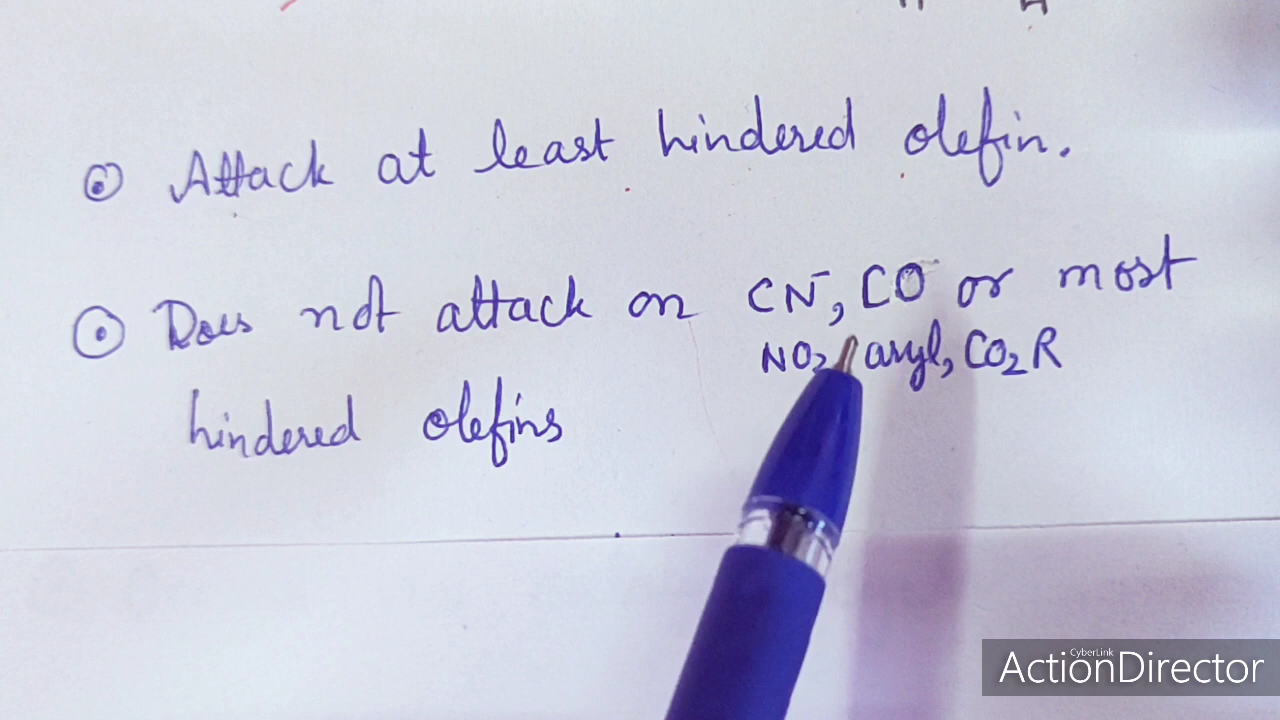 Attack at least hindered olefin.
Does not attack on CN⁻, CO or most
NO₂, aryl, CO₂R
hindered olefins
CyberLink
ActionDirector